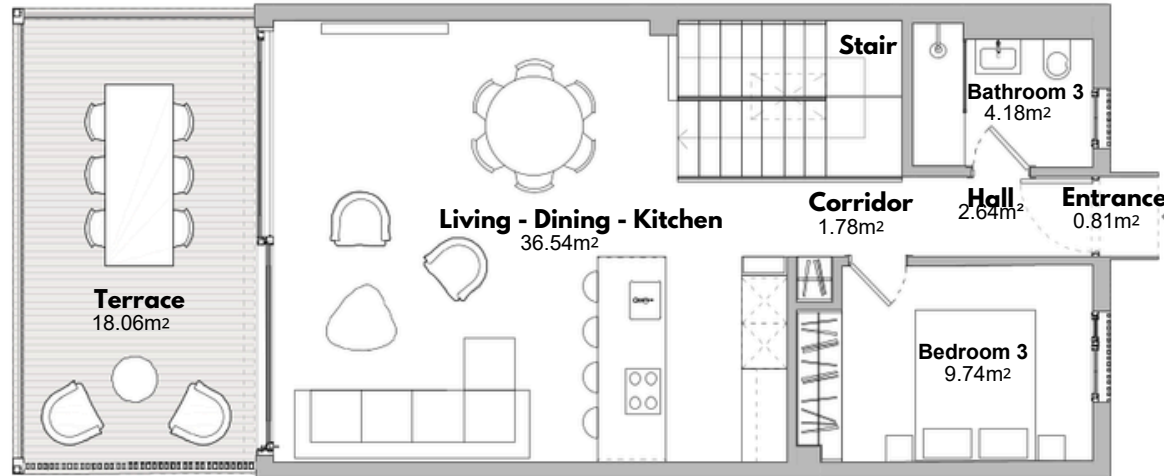 Stair
Bathroom 3
4.18m²
Living - Dining - Kitchen
36.54m²
Corridor
1.78m²
Hall
2.64m²
Entrance
0.81m²
Terrace
18.06m²
Bedroom 3
9.74m²